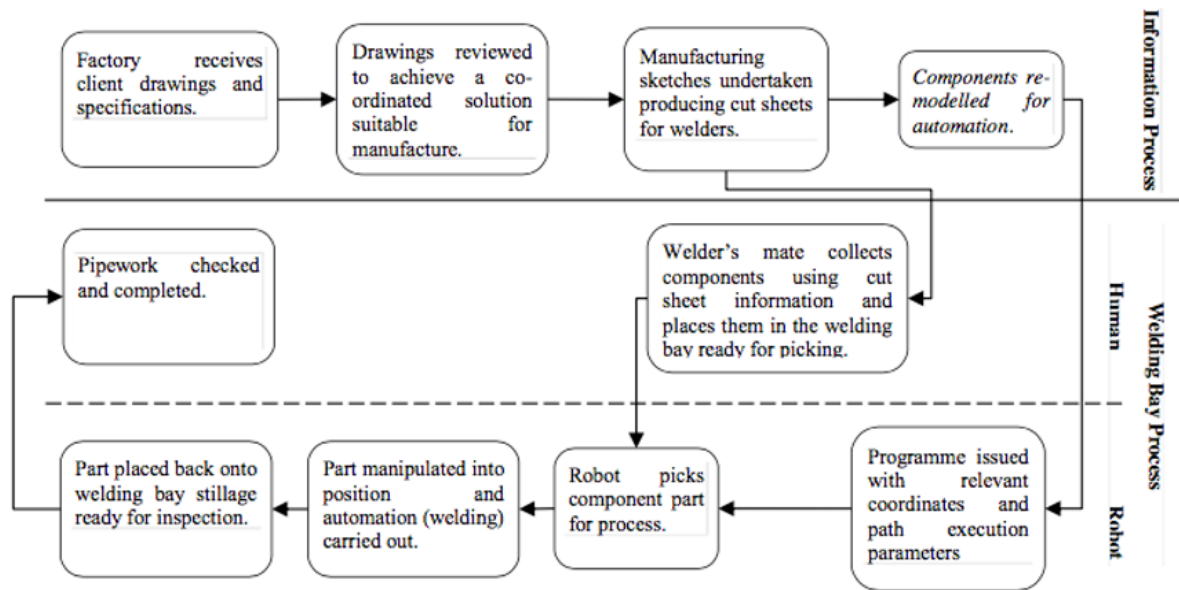 Factory receives
client drawings and
specifications.
Drawings reviewed
to achieve a co-
ordinated solution
suitable for
manufacture.
Manufacturing
sketches undertaken
producing cut sheets
for welders.
Components re-
modelled for
automation.
Information Process
Pipework checked
and completed.
Welder's mate collects
components using cut
sheet information and
places them in the welding
bay ready for picking.
Human
Welding Bay Process
Part placed back onto
welding bay stillage
ready for inspection.
Part manipulated into
position and
automation (welding)
carried out.
Robot picks
component part
for process.
Programme issued
with relevant
coordinates and
path execution
parameters
Robot